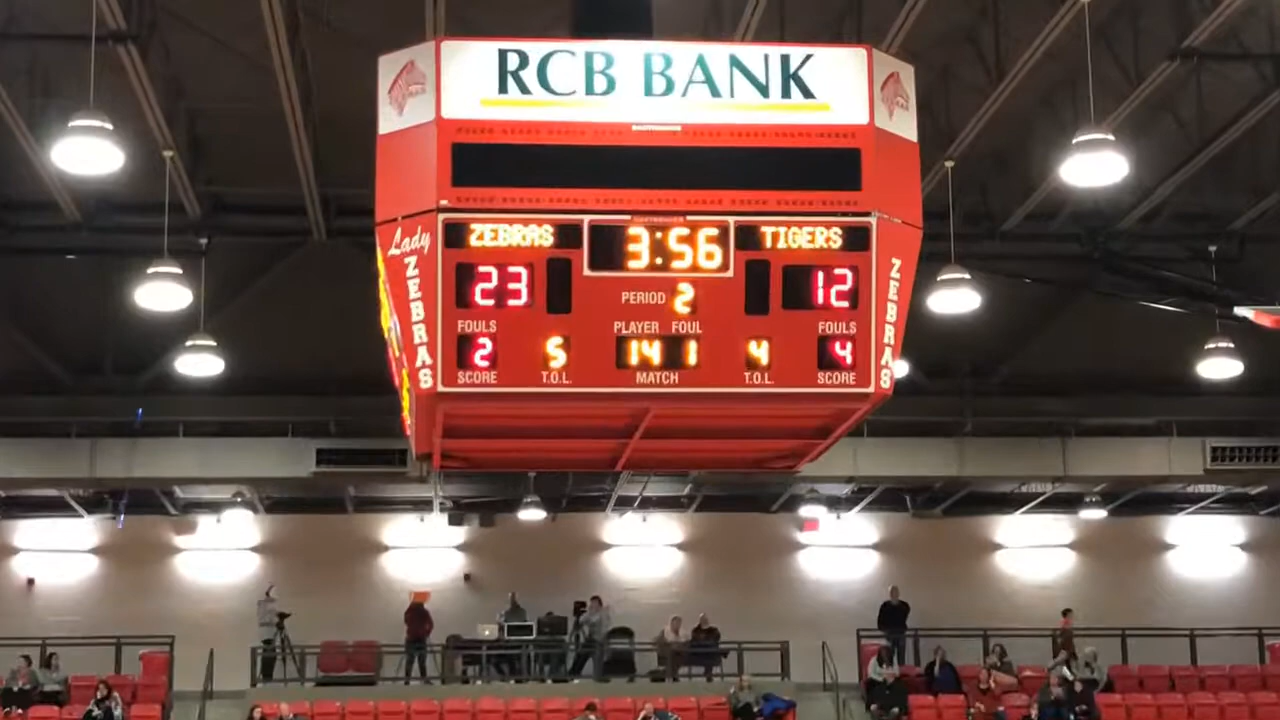 RCB BANK
Lady
ZEBRAS
ZEBRAS 3:56 TIGERS
23 12
PERIOD 2
FOULS PLAYER FOUL FOULS
2 5 14 1 4 4
SCORE T.O.L. MATCH T.O.L. SCORE
ZEBRAS